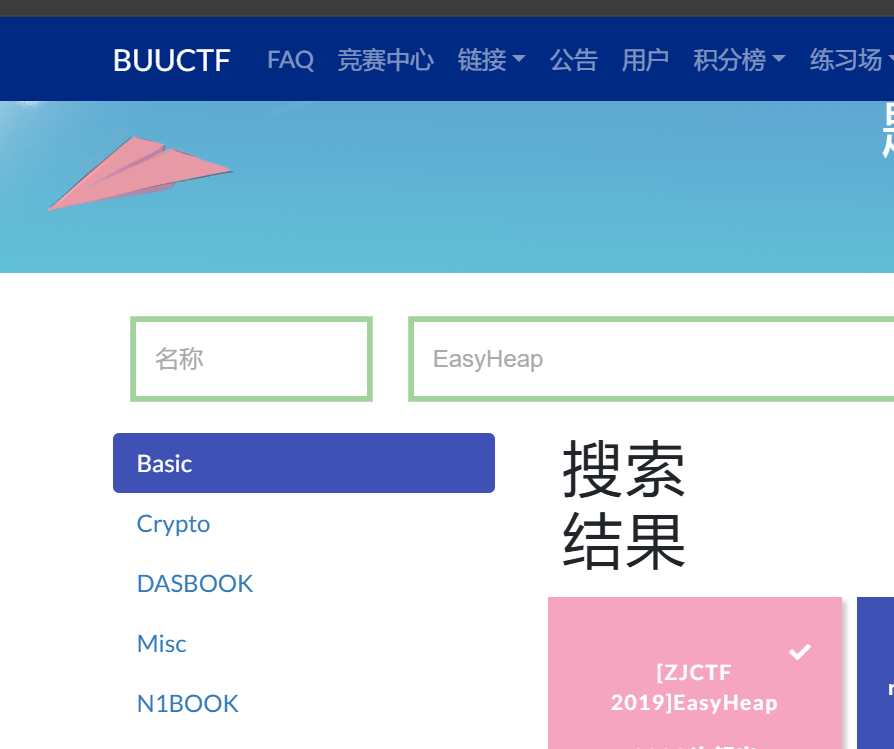 BUUCTF FAQ 竞赛中心 链接 公告 用户 积分榜 练习场
名称
EasyHeap
Basic
Crypto
DASBOOK
Misc
N1BOOK
搜索
结果
[ZJCTF
2019]EasyHeap